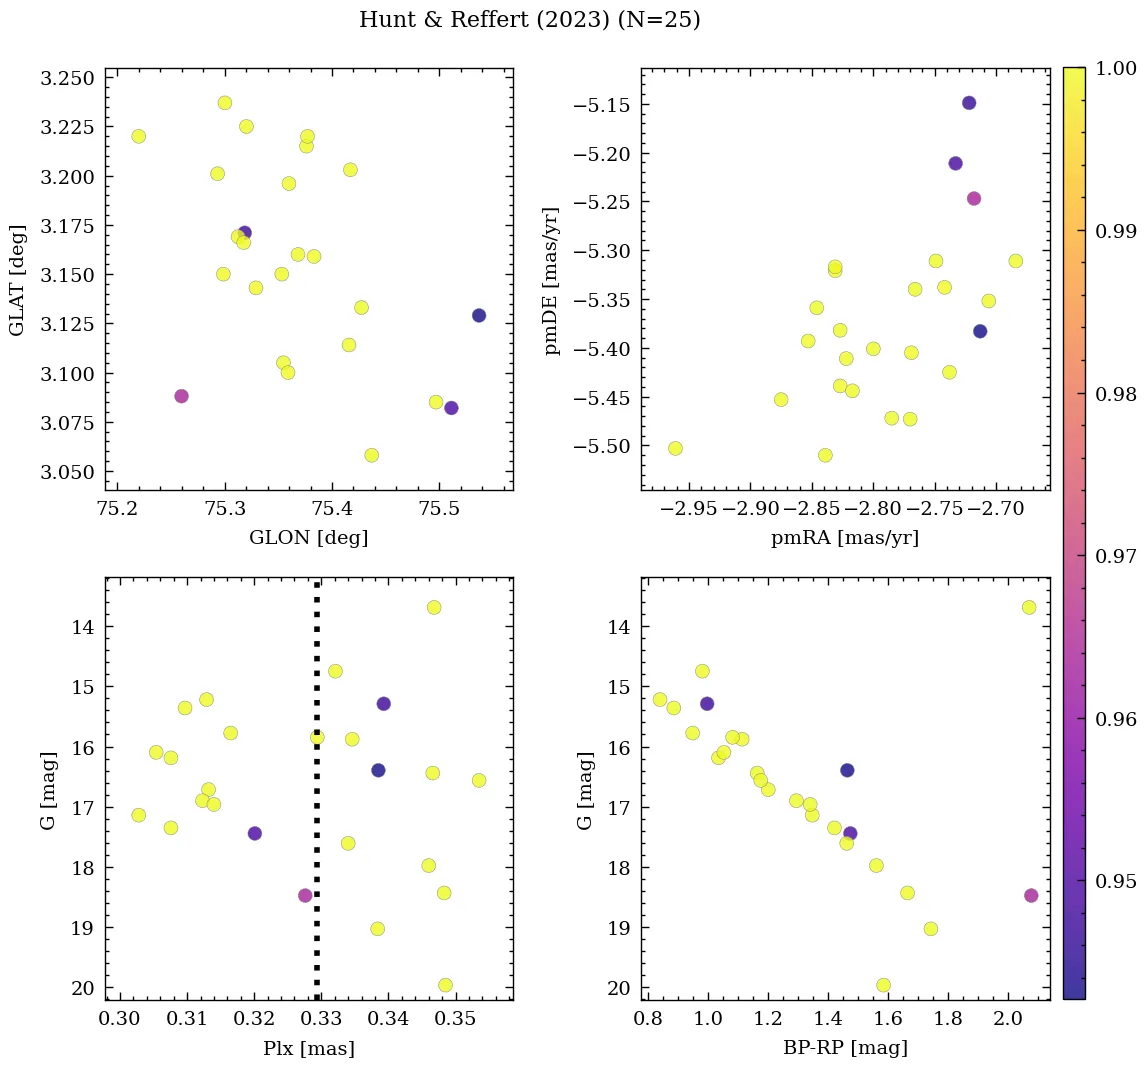 Hunt & Reffert (2023) (N=25)
3.250
3.225
3.200
3.175
3.150
3.125
3.100
3.075
3.050
GLAT [deg]
75.2 75.3 75.4 75.5
GLON [deg]
−5.15
−5.20
−5.25
−5.30
−5.35
−5.40
−5.45
−5.50
pmDE [mas/yr]
−2.95 −2.90 −2.85 −2.80 −2.75 −2.70
pmRA [mas/yr]
14
15
16
17
18
19
20
G [mag]
0.30 0.31 0.32 0.33 0.34 0.35
Plx [mas]
14
15
16
17
18
19
20
G [mag]
0.8 1.0 1.2 1.4 1.6 1.8 2.0
BP-RP [mag]
1.00
0.99
0.98
0.97
0.96
0.95